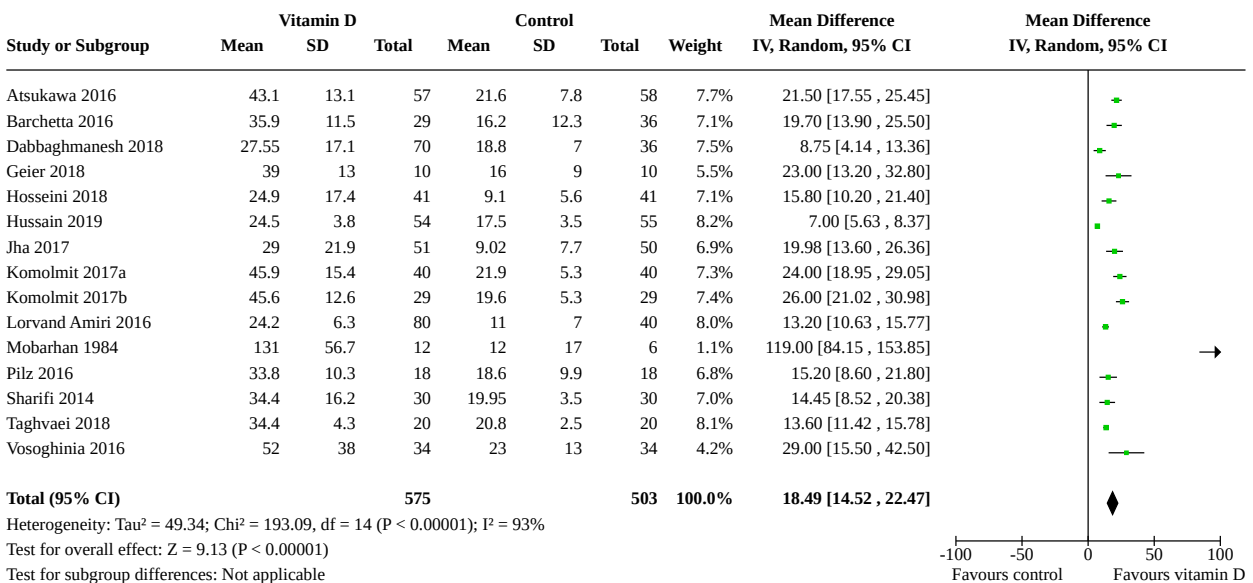 Vitamin D Control Mean Difference Mean Difference
Study or Subgroup Mean SD Total Mean SD Total Weight IV, Random, 95% CI IV, Random, 95% CI
Atsukawa 2016 43.1 13.1 57 21.6 7.8 58 7.7% 21.50 [17.55 , 25.45]
Barchetta 2016 35.9 11.5 29 16.2 12.3 36 7.1% 19.70 [13.90 , 25.50]
Dabbaghmanesh 2018 27.55 17.1 70 18.8 7 36 7.5% 8.75 [4.14 , 13.36]
Geier 2018 39 13 10 16 9 10 5.5% 23.00 [13.20 , 32.80]
Hosseini 2018 24.9 17.4 41 9.1 5.6 41 7.1% 15.80 [10.20 , 21.40]
Hussain 2019 24.5 3.8 54 17.5 3.5 55 8.2% 7.00 [5.63 , 8.37]
Jha 2017 29 21.9 51 9.02 7.7 50 6.9% 19.98 [13.60 , 26.36]
Komolmit 2017a 45.9 15.4 40 21.9 5.3 40 7.3% 24.00 [18.95 , 29.05]
Komolmit 2017b 45.6 12.6 29 19.6 5.3 29 7.4% 26.00 [21.02 , 30.98]
Lorvand Amiri 2016 24.2 6.3 80 11 7 40 8.0% 13.20 [10.63 , 15.77]
Mobarhan 1984 131 56.7 12 12 17 6 1.1% 119.00 [84.15 , 153.85]
Pilz 2016 33.8 10.3 18 18.6 9.9 18 6.8% 15.20 [8.60 , 21.80]
Sharifi 2014 34.4 16.2 30 19.95 3.5 30 7.0% 14.45 [8.52 , 20.38]
Taghvaei 2018 34.4 4.3 20 20.8 2.5 20 8.1% 13.60 [11.42 , 15.78]
Vosoghinia 2016 52 38 34 23 13 34 4.2% 29.00 [15.50 , 42.50]
Total (95% CI) 575 503 100.0% 18.49 [14.52 , 22.47]
Heterogeneity: Tau² = 49.34; Chi² = 193.09, df = 14 (P < 0.00001); I² = 93%
Test for overall effect: Z = 9.13 (P < 0.00001)
-100 -50 0 50 100
Test for subgroup differences: Not applicable Favours control Favours vitamin D